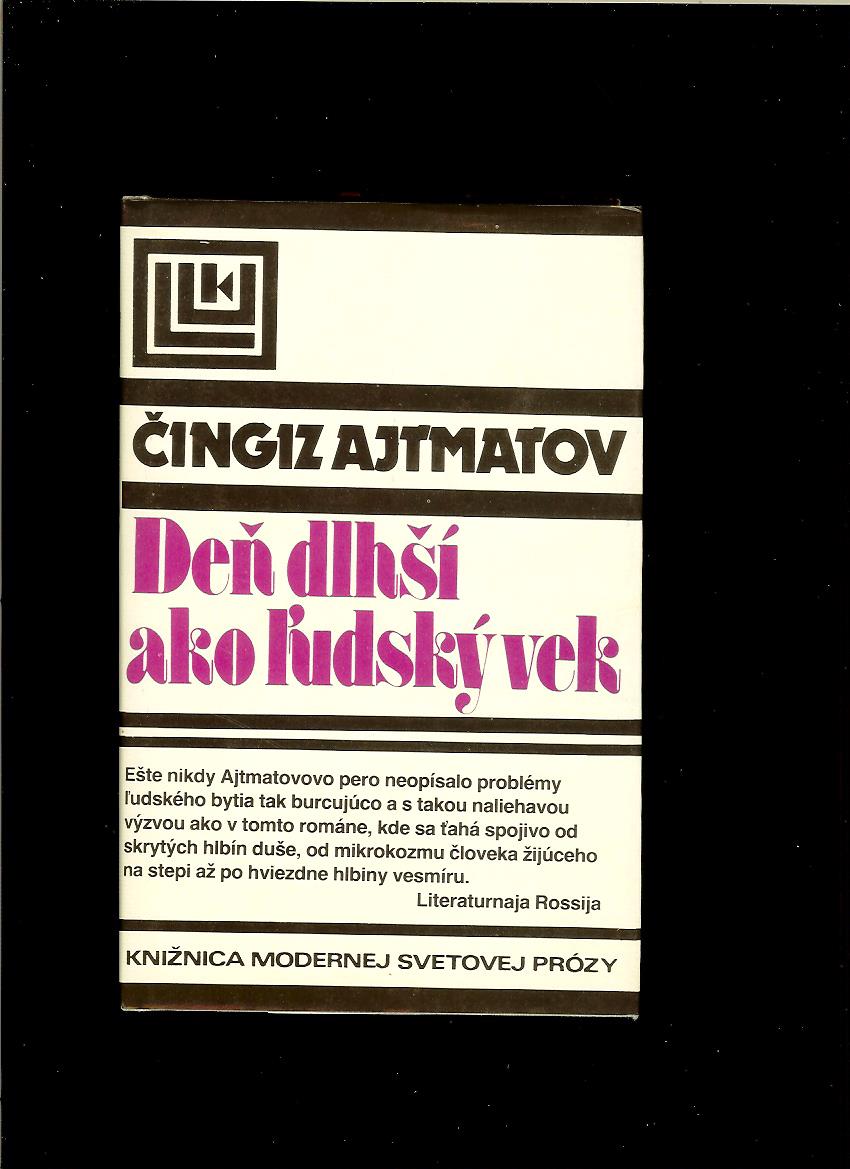 ČINGIZ AJTMATOV
Deň dlhší
ako ľudský vek
Ešte nikdy Ajtmatovovo pero neopísalo problémy
ľudského bytia tak burcujúco a s takou naliehavou
výzvou ako v tomto románe, kde sa ťahá spojivo od
skrytých hlbín duše, od mikrokozmu človeka žijúceho
na stepi až po hviezdne hlbiny vesmíru.
Literaturnaja Rossija
KNIŽNICA MODERNEJ SVETOVEJ PRÓZY